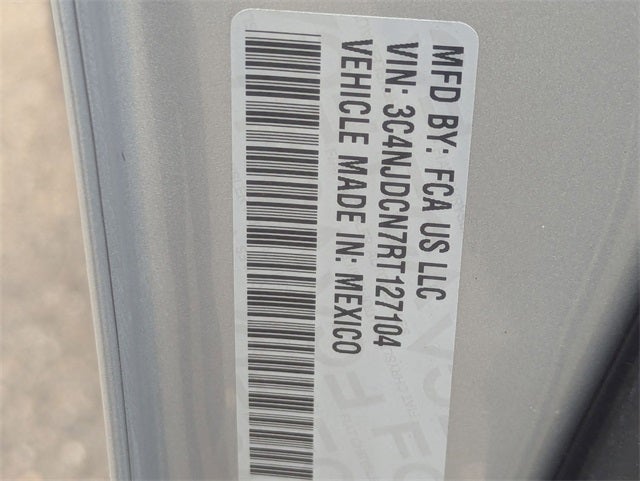 MFD BY: FCA US LLC
VIN: 3C4NJDCN7RT127104
VEHICLE MADE IN: MEXICO